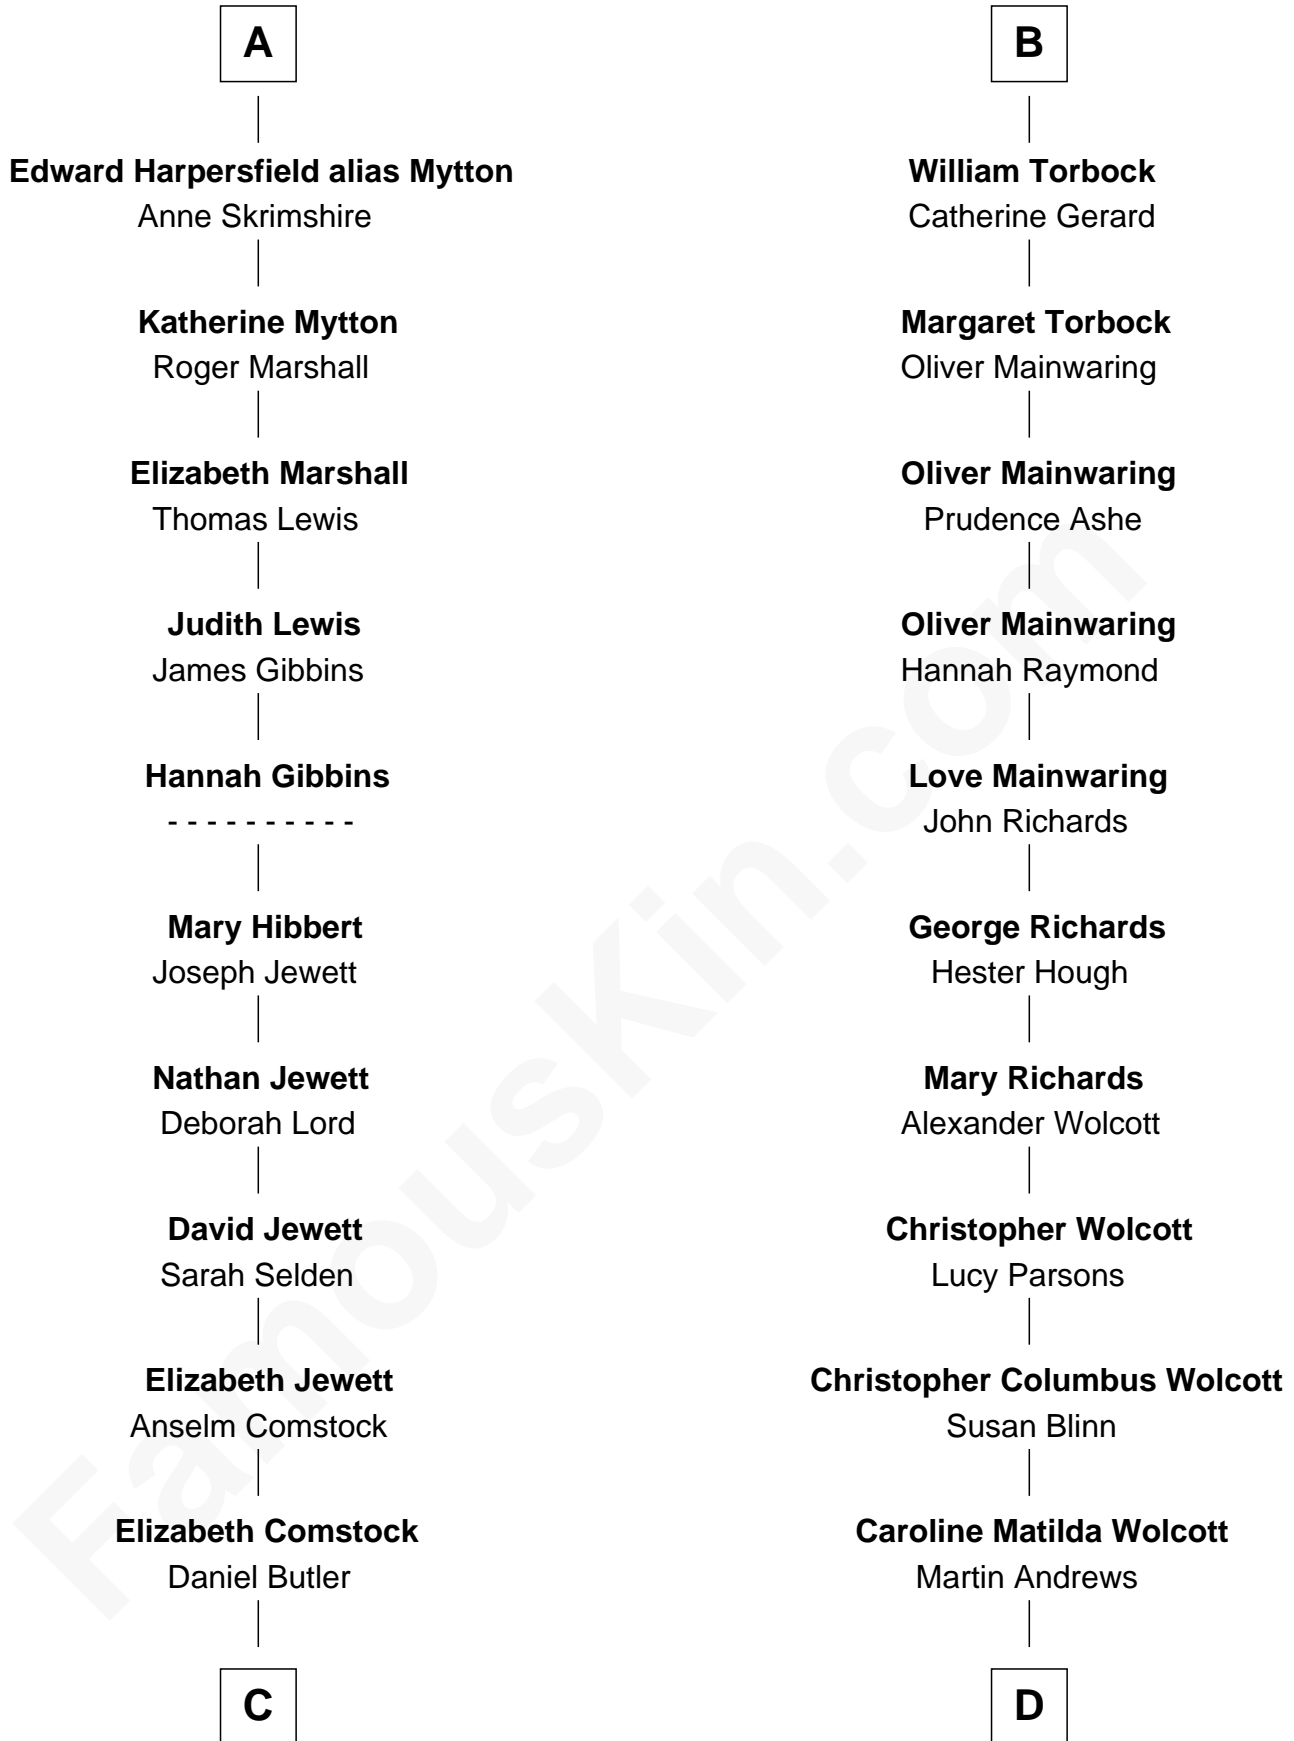 A
Edward Harpersfield alias Mytton
Anne Skrimshire
Katherine Mytton
Roger Marshall
Elizabeth Marshall
Thomas Lewis
Judith Lewis
James Gibbins
Hannah Gibbins
- - - - - - - - - -
Mary Hibbert
Joseph Jewett
Nathan Jewett
Deborah Lord
David Jewett
Sarah Selden
Elizabeth Jewett
Anselm Comstock
Elizabeth Comstock
Daniel Butler
C
B
William Torbock
Catherine Gerard
Margaret Torbock
Oliver Mainwaring
Oliver Mainwaring
Prudence Ashe
Oliver Mainwaring
Hannah Raymond
Love Mainwaring
John Richards
George Richards
Hester Hough
Mary Richards
Alexander Wolcott
Christopher Wolcott
Lucy Parsons
Christopher Columbus Wolcott
Susan Blinn
Caroline Matilda Wolcott
Martin Andrews
D
FamousKin.com